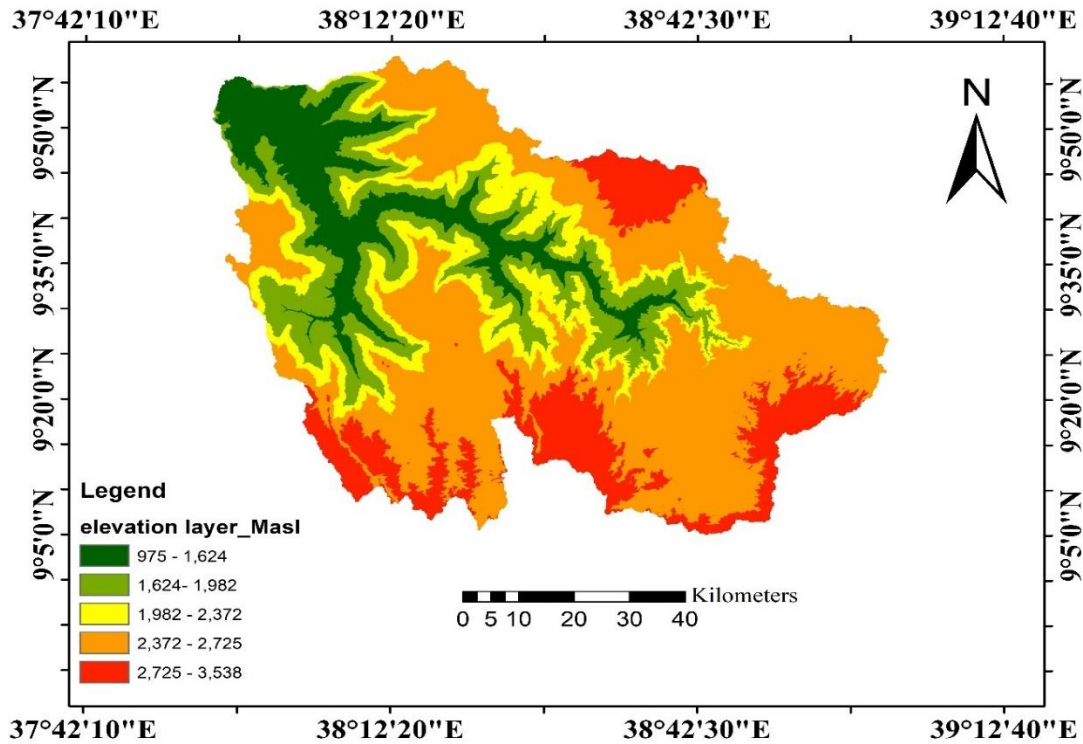 37°42'10"E 38°12'20"E 38°42'30"E 39°12'40"E
N
9°50'0"N 9°50'0"N
9°35'0"N 9°35'0"N
9°20'0"N 9°20'0"N
9°5'0"N 9°5'0"N
Legend
elevation layer_Masl
975 - 1,624
1,624- 1,982
1,982 - 2,372
2,372 - 2,725
2,725 - 3,538
Kilometers
0 5 10 20 30 40
37°42'10"E 38°12'20"E 38°42'30"E 39°12'40"E